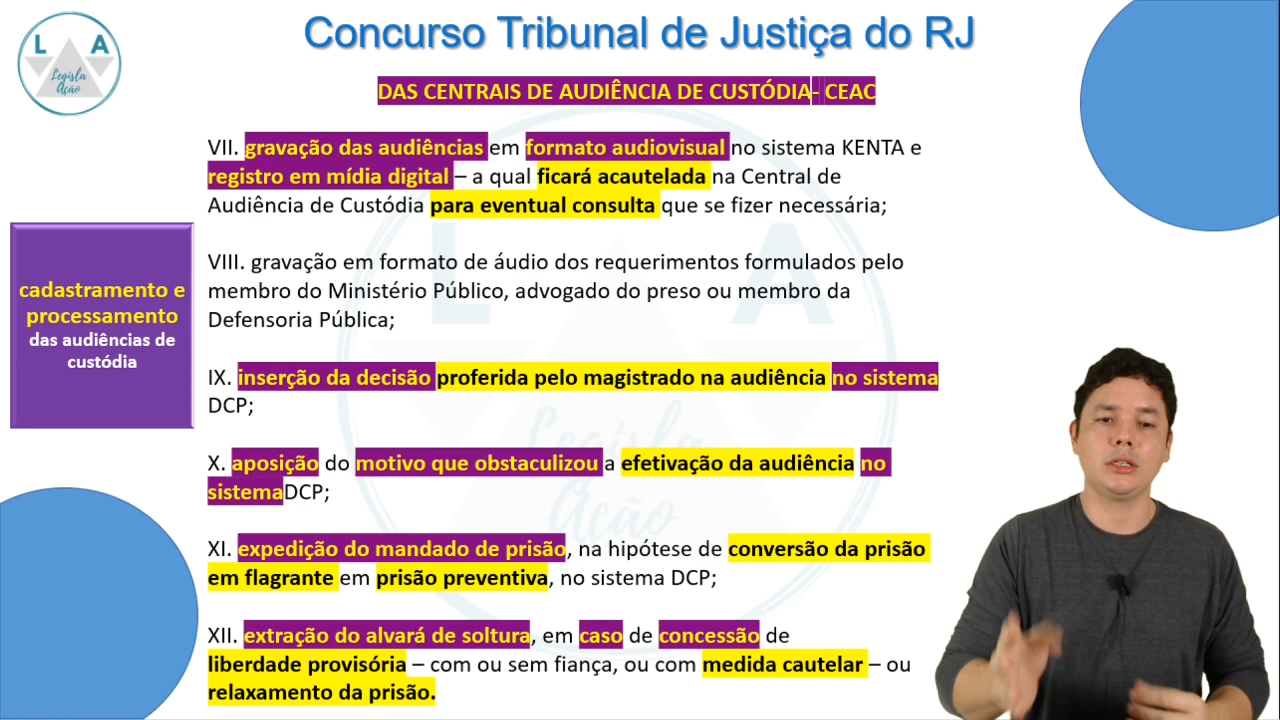 L A
Legisla
Ação
Concurso Tribunal de Justiça do RJ
DAS CENTRAIS DE AUDIÊNCIA DE CUSTÓDIA- CEAC
VII. gravação das audiências em formato audiovisual no sistema KENTA e
registro em mídia digital – a qual ficará acautelada na Central de
Audiência de Custódia para eventual consulta que se fizer necessária;
cadastramento e
processamento
das audiências de
custódia
VIII. gravação em formato de áudio dos requerimentos formulados pelo
membro do Ministério Público, advogado do preso ou membro da
Defensoria Pública;
IX. inserção da decisão proferida pelo magistrado na audiência no sistema
DCP;
X. aposição do motivo que obstaculizou a efetivação da audiência no
sistemaDCP;
XI. expedição do mandado de prisão, na hipótese de conversão da prisão
em flagrante em prisão preventiva, no sistema DCP;
XII. extração do alvará de soltura, em caso de concessão de
liberdade provisória – com ou sem fiança, ou com medida cautelar – ou
relaxamento da prisão.
L A
Legisla
Ação